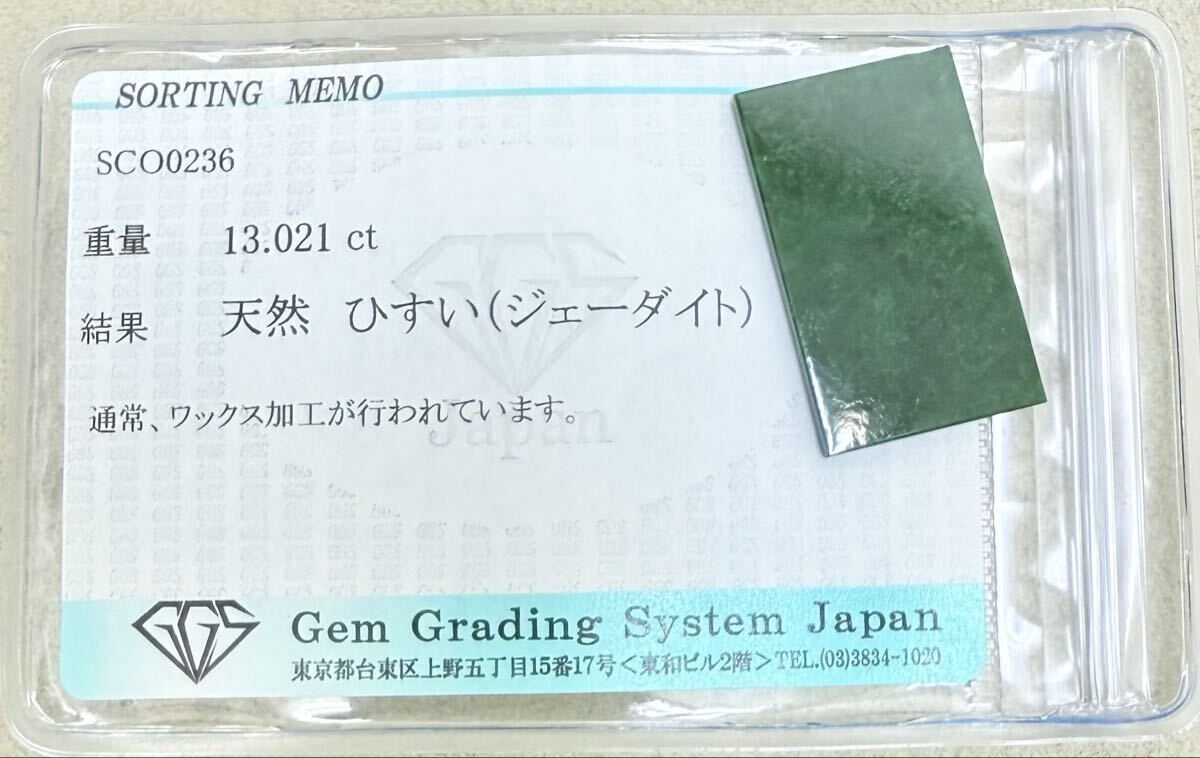 SORTING MEMO
SCO0236
重量 13.021 ct
結果 天然 ひすい(ジェーダイト)
通常、ワックス加工が行われています。
Japan
GGS
Gem Grading System Japan
東京都台東区上野五丁目15番17号<東和ビル2階>TEL.(03)3834-1020